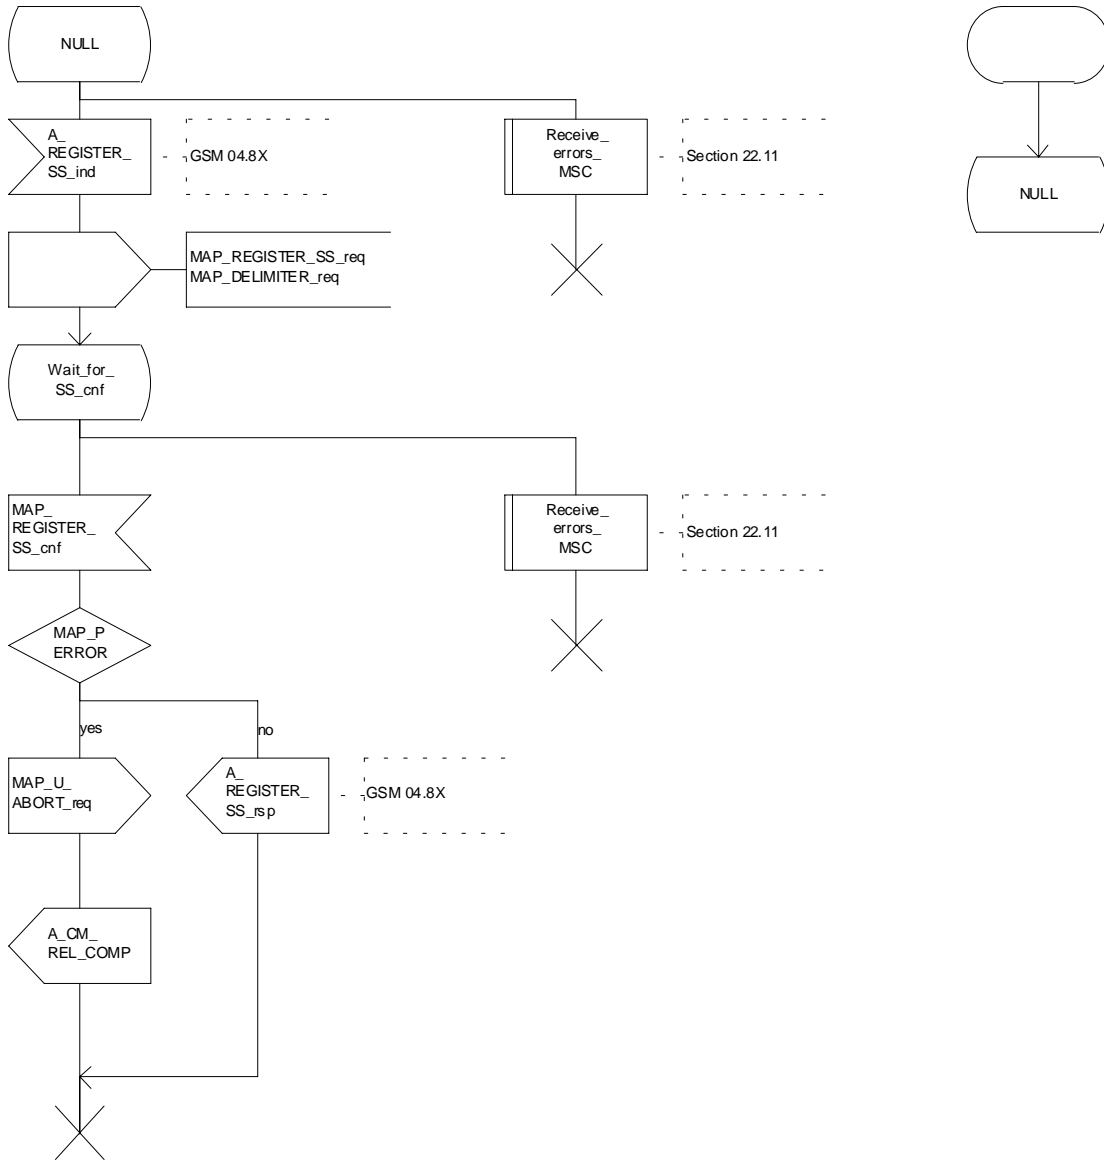 NULL
A_
REGISTER_
SS_ind
GSM 04.8X
Receive_
errors_
MSC
Section 22.11
NULL
MAP_REGISTER_SS_req
MAP_DELIMITER_req
Wait_for_
SS_cnf
MAP_
REGISTER_
SS_cnf
Receive_
errors_
MSC
Section 22.11
MAP_P
ERROR
yes
no
MAP_U_
ABORT_req
A_
REGISTER_
SS_rsp
GSM 04.8X
A_CM_
REL_COMP